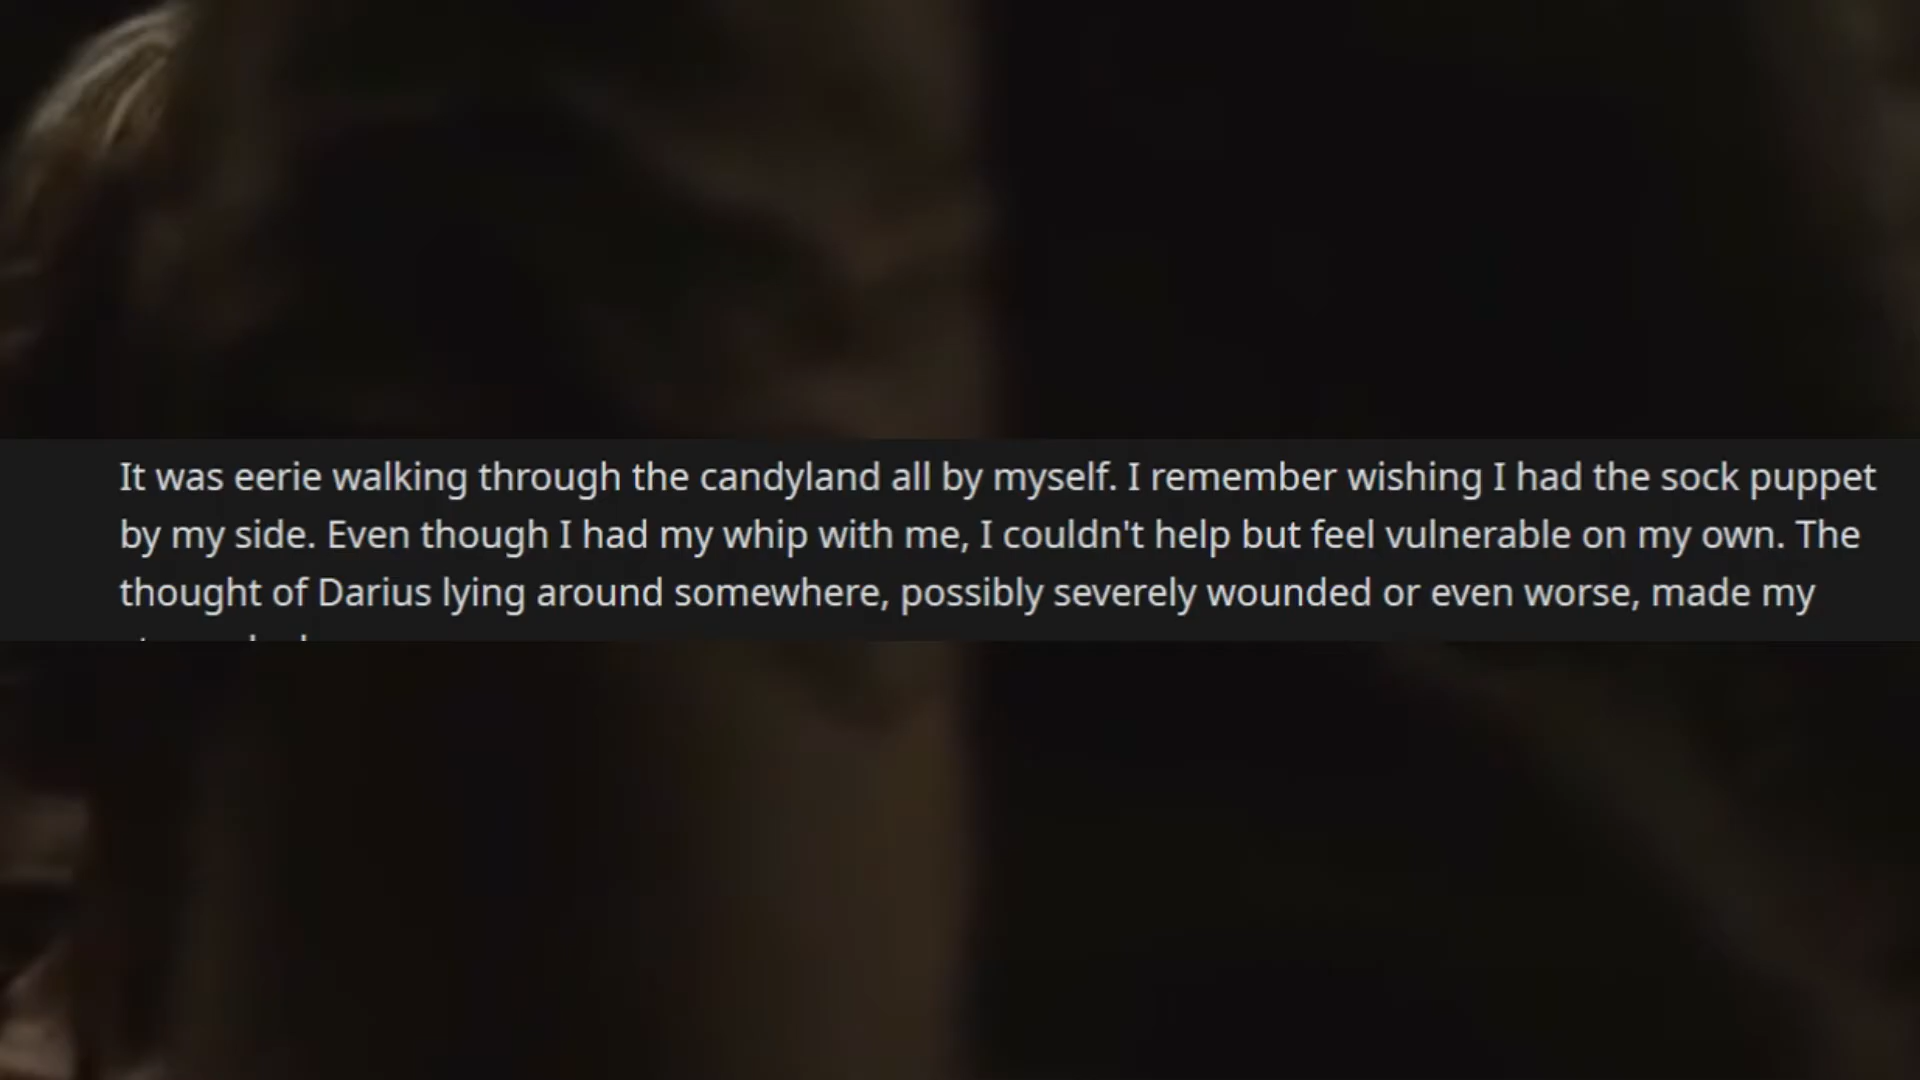 It was eerie walking through the candyland all by myself. I remember wishing I had the sock puppet
by my side. Even though I had my whip with me, I couldn't help but feel vulnerable on my own. The
thought of Darius lying around somewhere, possibly severely wounded or even worse, made my